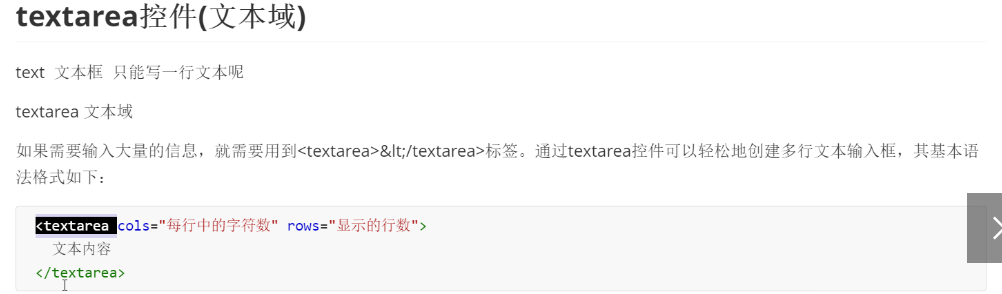 textarea控件(文本域)
text 文本框 只能写一行文本呢
textarea 文本域
如果需要输入大量的信息，就需要用到<textarea>&lt;/textarea>标签。通过textarea控件可以轻松地创建多行文本输入框，其基本语
法格式如下：
<textarea cols="每行中的字符数" rows="显示的行数">
文本内容
</textarea>